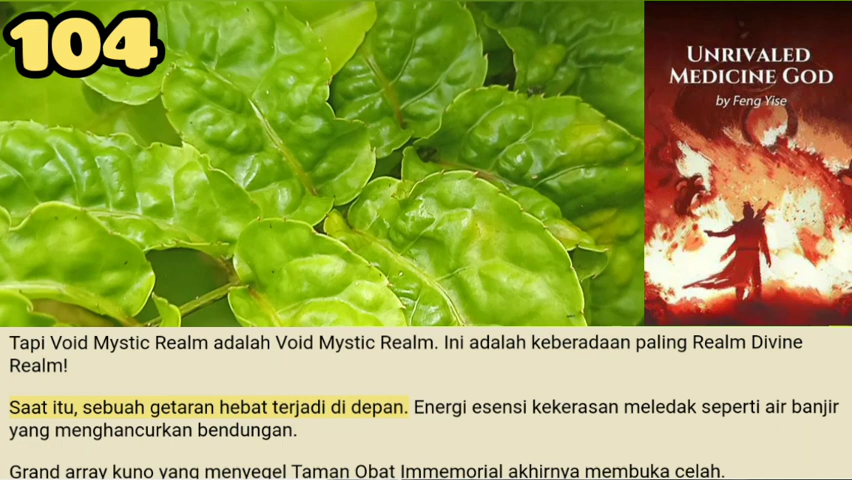 104
UNRIVALED
MEDICINE GOD
by Feng Yise
Tapi Void Mystic Realm adalah Void Mystic Realm. Ini adalah keberadaan paling Realm Divine
Realm!
Saat itu, sebuah getaran hebat terjadi di depan. Energi esensi kekerasan meledak seperti air banjir
yang menghancurkan bendungan.
Grand array kuno yang menyegel Taman Obat Immemorial akhirnya membuka celah.